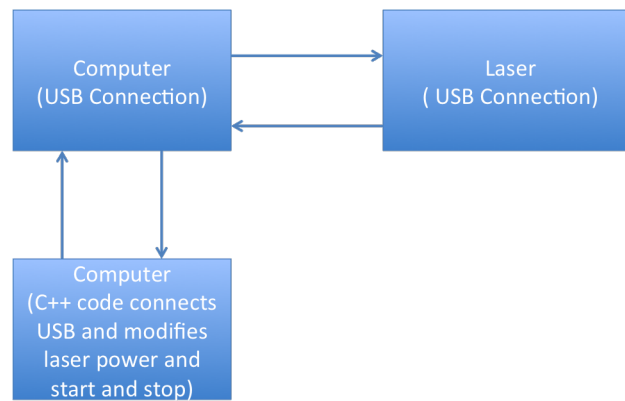 Computer
(USB Connection)
Laser
( USB Connection)
Computer
(C++ code connects
USB and modifies
laser power and
start and stop)